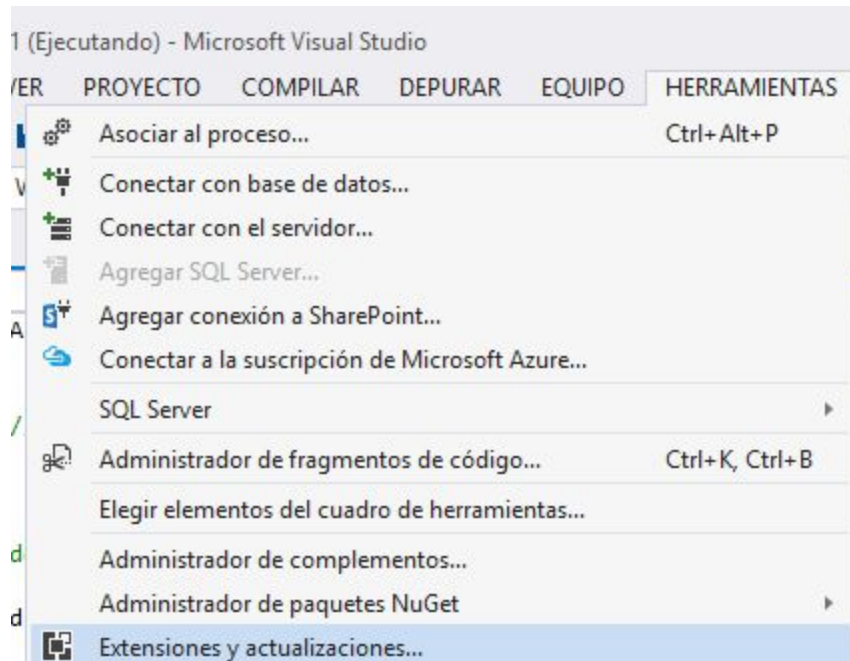 1 (Ejecutando) - Microsoft Visual Studio
/ER PROYECTO COMPILAR DEPURAR EQUIPO HERRAMIENTAS
Asociar al proceso... Ctrl+Alt+P
Conectar con base de datos...
Conectar con el servidor...
Agregar SQL Server...
Agregar conexión a SharePoint...
Conectar a la suscripción de Microsoft Azure...
SQL Server
Administrador de fragmentos de código... Ctrl+K, Ctrl+B
Elegir elementos del cuadro de herramientas...
Administrador de complementos...
Administrador de paquetes NuGet
Extensiones y actualizaciones...